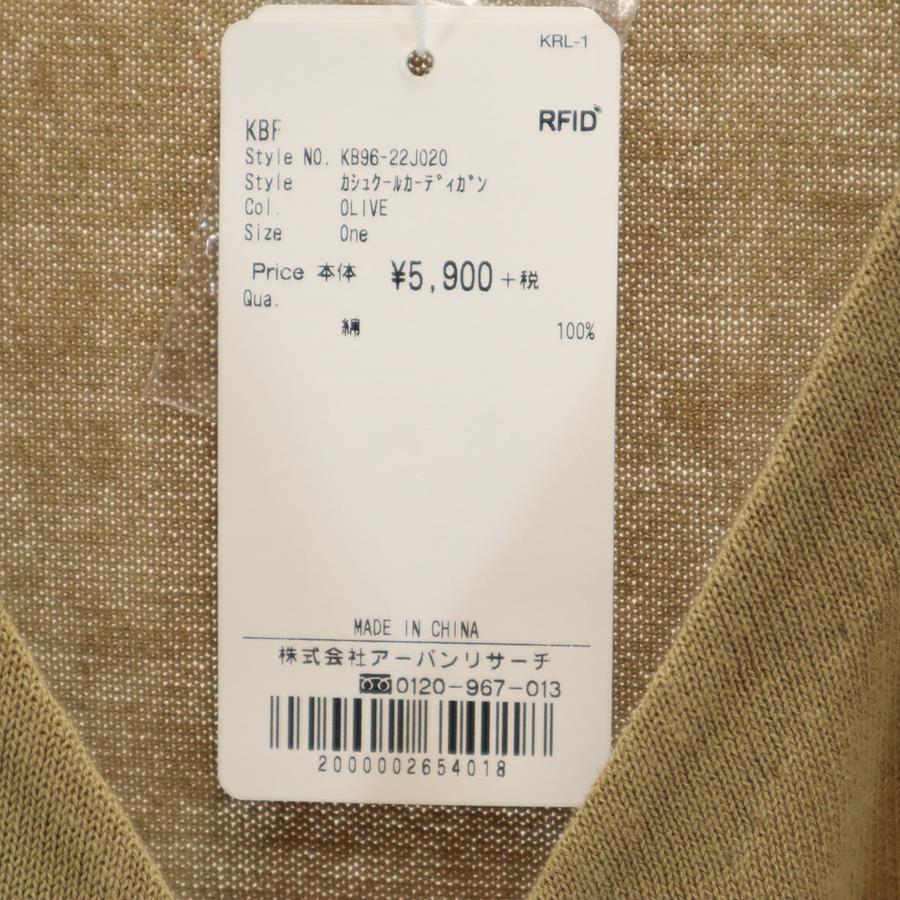 KRL-1
RFID
KBF
Style NO. KB96-22J020
Style ｶｼｭｸｰﾙｶｰﾃﾞｨｶﾞﾝ
Col. OLIVE
Size One
Price 本体 ¥5,900+税
Qua.
綿 100%
MADE IN CHINA
株式会社アーバンリサーチ
0120-967-013
2000002654018